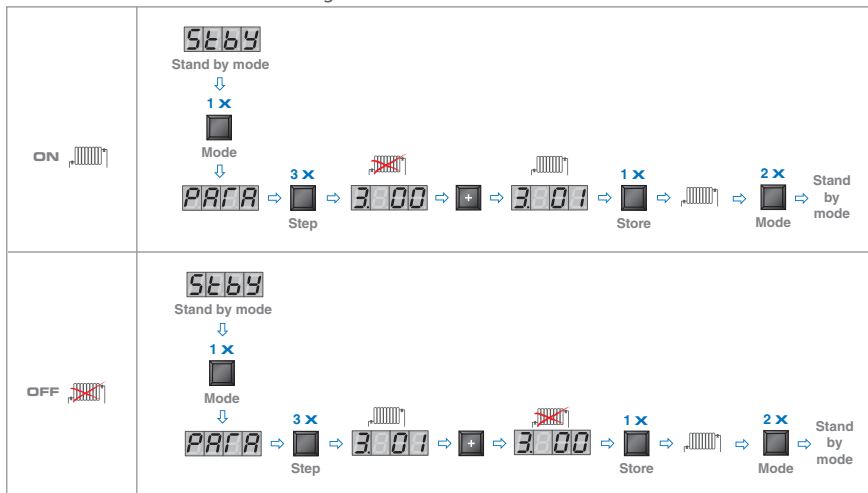 Stby
Stand by mode
1 x
Mode
ON
PARA
3 x
Step
3. 00
+
3. 01
1 x
Store
2 x
Mode
Stand
by
mode
Stby
Stand by mode
1 x
Mode
OFF
PARA
3 x
Step
3. 01
+
3. 00
1 x
Store
2 x
Mode
Stand
by
mode